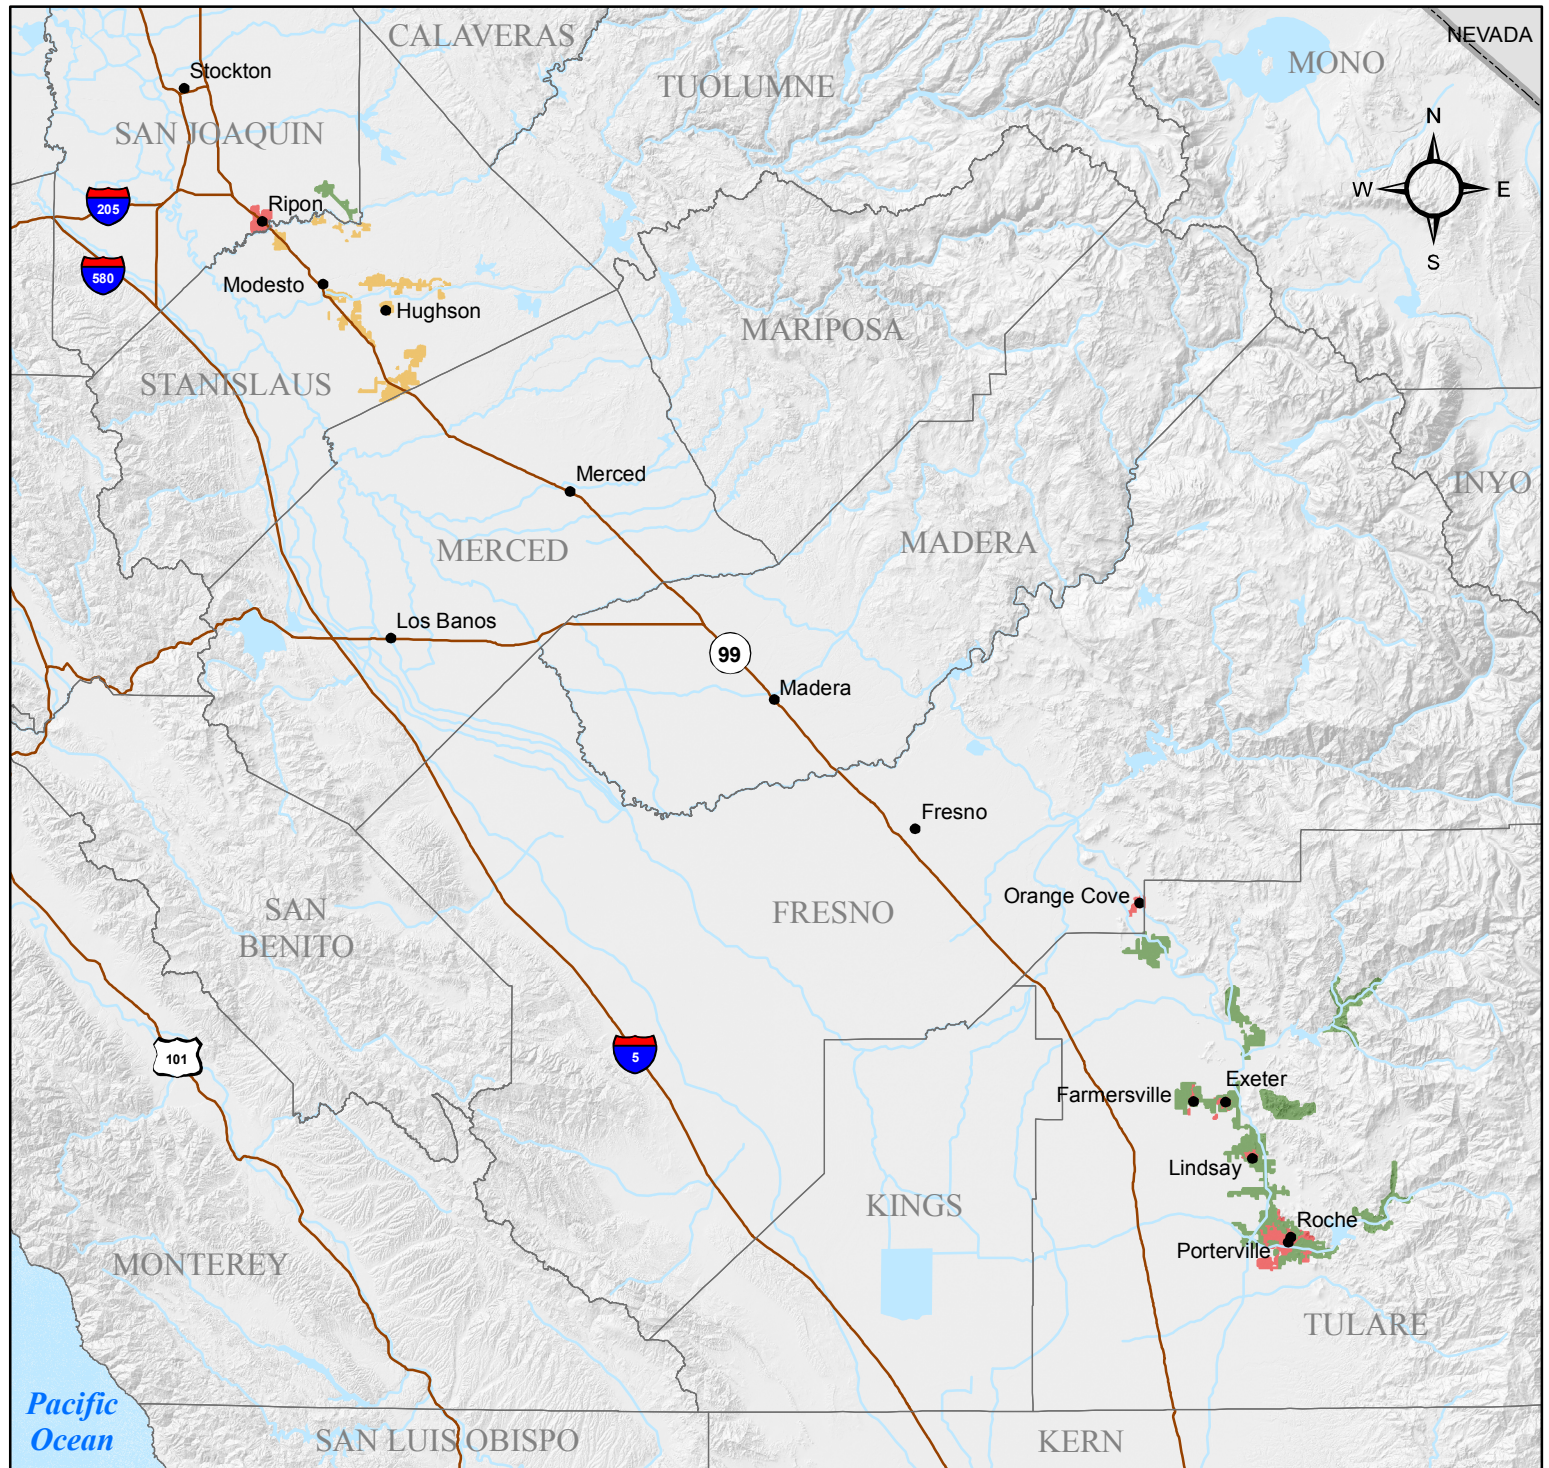 CALAVERAS
NEVADA
MONO
Stockton
TUOLUMNE
N
SAN JOAQUIN
W
E
205
Ripon
S
580
Modesto
Hughson
MARIPOSA
STANISLAUS
Merced
INYO
MERCED
MADERA
Los Banos
99
Madera
Fresno
Orange Cove
SAN
BENITO
FRESNO
101
5
Exeter
Farmersville
Lindsay
KINGS
Roche
Porterville
MONTEREY
TULARE
Pacific
Ocean
SAN LUIS OBISPO
KERN